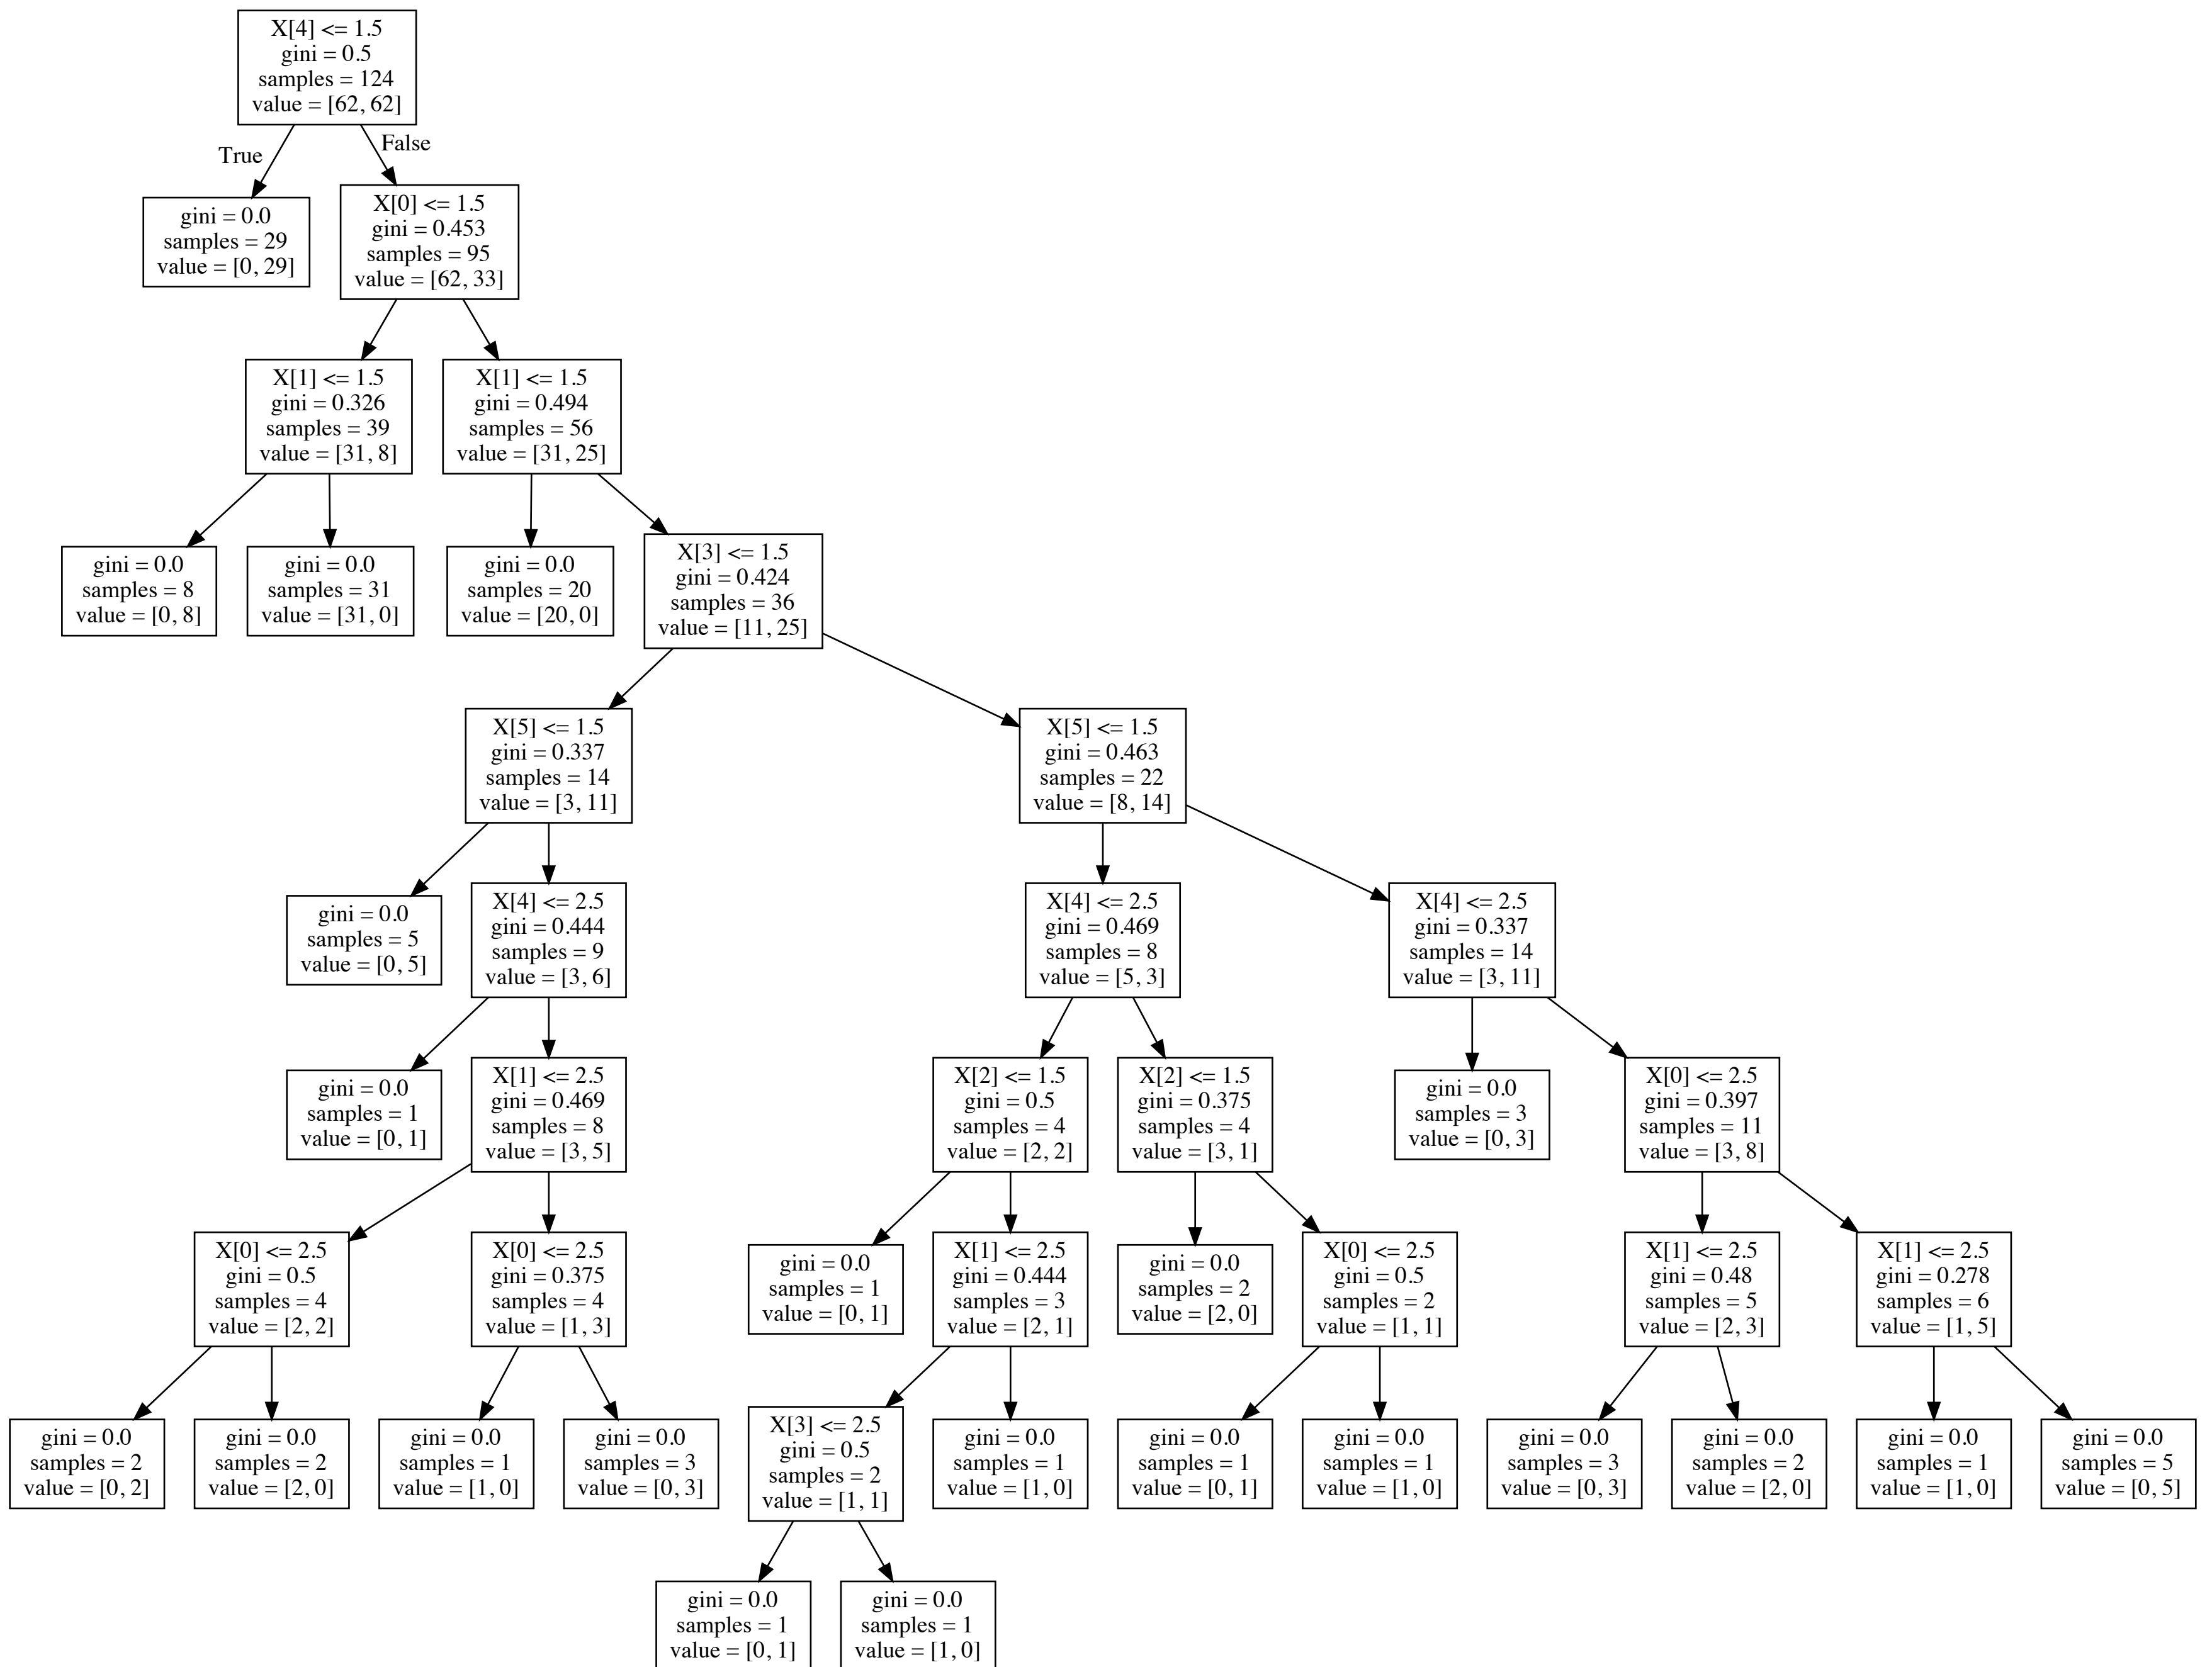 X[4] <= 1.5
gini = 0.5
samples = 124
value = [62, 62]
True
False
gini = 0.0
samples = 29
value = [0, 29]
X[0] <= 1.5
gini = 0.453
samples = 95
value = [62, 33]
X[1] <= 1.5
gini = 0.326
samples = 39
value = [31, 8]
X[1] <= 1.5
gini = 0.494
samples = 56
value = [31, 25]
gini = 0.0
samples = 8
value = [0, 8]
gini = 0.0
samples = 31
value = [31, 0]
gini = 0.0
samples = 20
value = [20, 0]
X[3] <= 1.5
gini = 0.424
samples = 36
value = [11, 25]
X[5] <= 1.5
gini = 0.337
samples = 14
value = [3, 11]
X[5] <= 1.5
gini = 0.463
samples = 22
value = [8, 14]
gini = 0.0
samples = 5
value = [0, 5]
X[4] <= 2.5
gini = 0.444
samples = 9
value = [3, 6]
X[4] <= 2.5
gini = 0.469
samples = 8
value = [5, 3]
X[4] <= 2.5
gini = 0.337
samples = 14
value = [3, 11]
gini = 0.0
samples = 1
value = [0, 1]
X[1] <= 2.5
gini = 0.469
samples = 8
value = [3, 5]
X[2] <= 1.5
gini = 0.5
samples = 4
value = [2, 2]
X[2] <= 1.5
gini = 0.375
samples = 4
value = [3, 1]
gini = 0.0
samples = 3
value = [0, 3]
X[0] <= 2.5
gini = 0.397
samples = 11
value = [3, 8]
X[0] <= 2.5
gini = 0.5
samples = 4
value = [2, 2]
X[0] <= 2.5
gini = 0.375
samples = 4
value = [1, 3]
gini = 0.0
samples = 1
value = [0, 1]
X[1] <= 2.5
gini = 0.444
samples = 3
value = [2, 1]
gini = 0.0
samples = 2
value = [2, 0]
X[0] <= 2.5
gini = 0.5
samples = 2
value = [1, 1]
X[1] <= 2.5
gini = 0.48
samples = 5
value = [2, 3]
X[1] <= 2.5
gini = 0.278
samples = 6
value = [1, 5]
gini = 0.0
samples = 2
value = [0, 2]
gini = 0.0
samples = 2
value = [2, 0]
gini = 0.0
samples = 1
value = [1, 0]
gini = 0.0
samples = 3
value = [0, 3]
X[3] <= 2.5
gini = 0.5
samples = 2
value = [1, 1]
gini = 0.0
samples = 1
value = [1, 0]
gini = 0.0
samples = 1
value = [0, 1]
gini = 0.0
samples = 1
value = [1, 0]
gini = 0.0
samples = 3
value = [0, 3]
gini = 0.0
samples = 2
value = [2, 0]
gini = 0.0
samples = 1
value = [1, 0]
gini = 0.0
samples = 5
value = [0, 5]
gini = 0.0
samples = 1
value = [0, 1]
gini = 0.0
samples = 1
value = [1, 0]